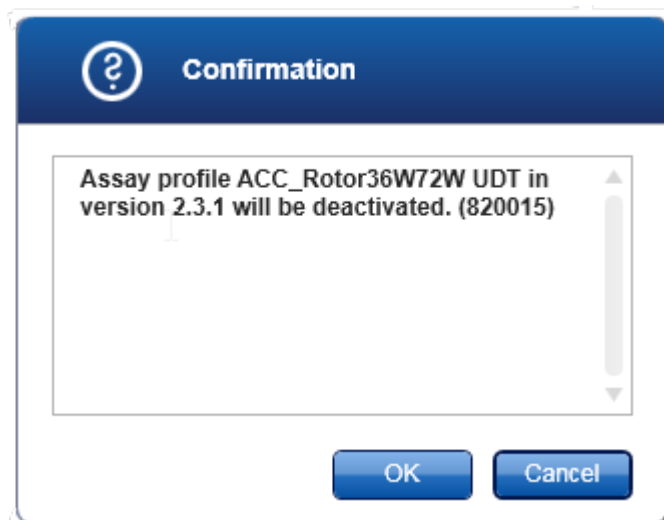 Confirmation
Assay profile ACC_Rotor36W72W UDT in
version 2.3.1 will be deactivated. (820015)
OK
Cancel